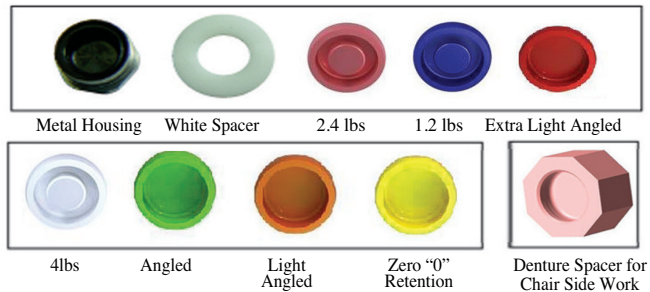 Metal Housing White Spacer 2.4 lbs 1.2 lbs Extra Light Angled
4lbs Angled Light Angled Zero “0” Retention Denture Spacer for Chair Side Work